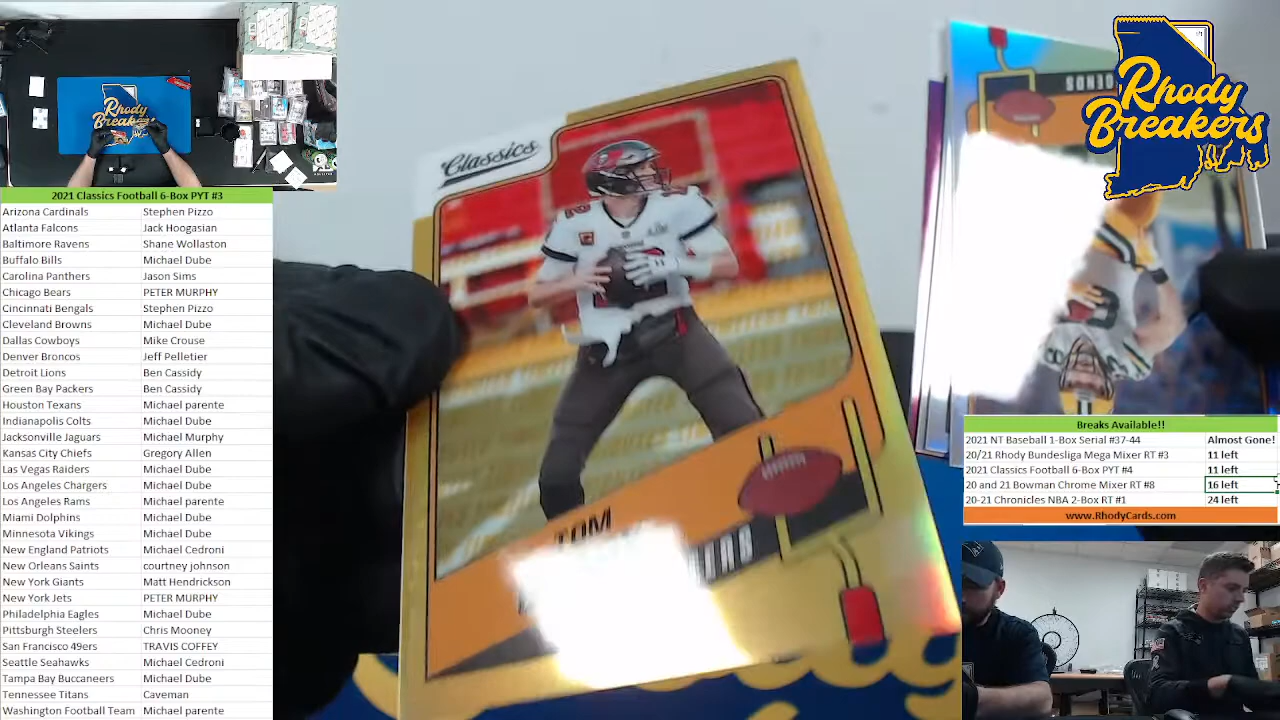 Rhody
Breakers
2021 Classics Football 6-Box PYT #3
Arizona Cardinals Stephen Pizzo
Atlanta Falcons Jack Hoogasian
Baltimore Ravens Shane Wollaston
Buffalo Bills Michael Dube
Carolina Panthers Jason Sims
Chicago Bears PETER MURPHY
Cincinnati Bengals Stephen Pizzo
Cleveland Browns Michael Dube
Dallas Cowboys Mike Crouse
Denver Broncos Jeff Pelletier
Detroit Lions Ben Cassidy
Green Bay Packers Ben Cassidy
Houston Texans Michael parente
Indianapolis Colts Michael Dube
Jacksonville Jaguars Michael Murphy
Kansas City Chiefs Gregory Allen
Las Vegas Raiders Michael Dube
Los Angeles Chargers Michael Dube
Los Angeles Rams Michael parente
Miami Dolphins Michael Dube
Minnesota Vikings Michael Dube
New England Patriots Michael Cedroni
New Orleans Saints courtney johnson
New York Giants Matt Hendrickson
New York Jets PETER MURPHY
Philadelphia Eagles Michael Dube
Pittsburgh Steelers Chris Mooney
San Francisco 49ers TRAVIS COFFEY
Seattle Seahawks Michael Cedroni
Tampa Bay Buccaneers Michael Dube
Tennessee Titans Caveman
Washington Football Team Michael parente
Classics
TOM
Rhody
Breakers
Breaks Available!!
2021 NT Baseball 1-Box Serial #37-44 Almost Gone!
20/21 Rhody Bundesliga Mega Mixer RT #3 11 left
2021 Classics Football 6-Box PYT #4 11 left
20 and 21 Bowman Chrome Mixer RT #8 16 left
20-21 Chronicles NBA 2-Box RT #1 24 left
www.RhodyCards.com